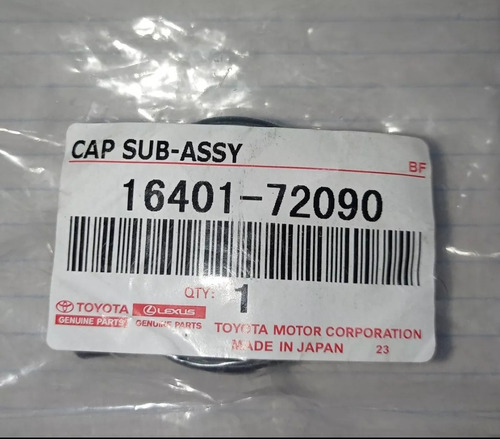 CAP SUB-ASSY
BF
16401-72090
QTY: 1
TOYOTA LEXUS
GENUINE PARTS GENUINE PARTS
TOYOTA MOTOR CORPORATION
MADE IN JAPAN 23